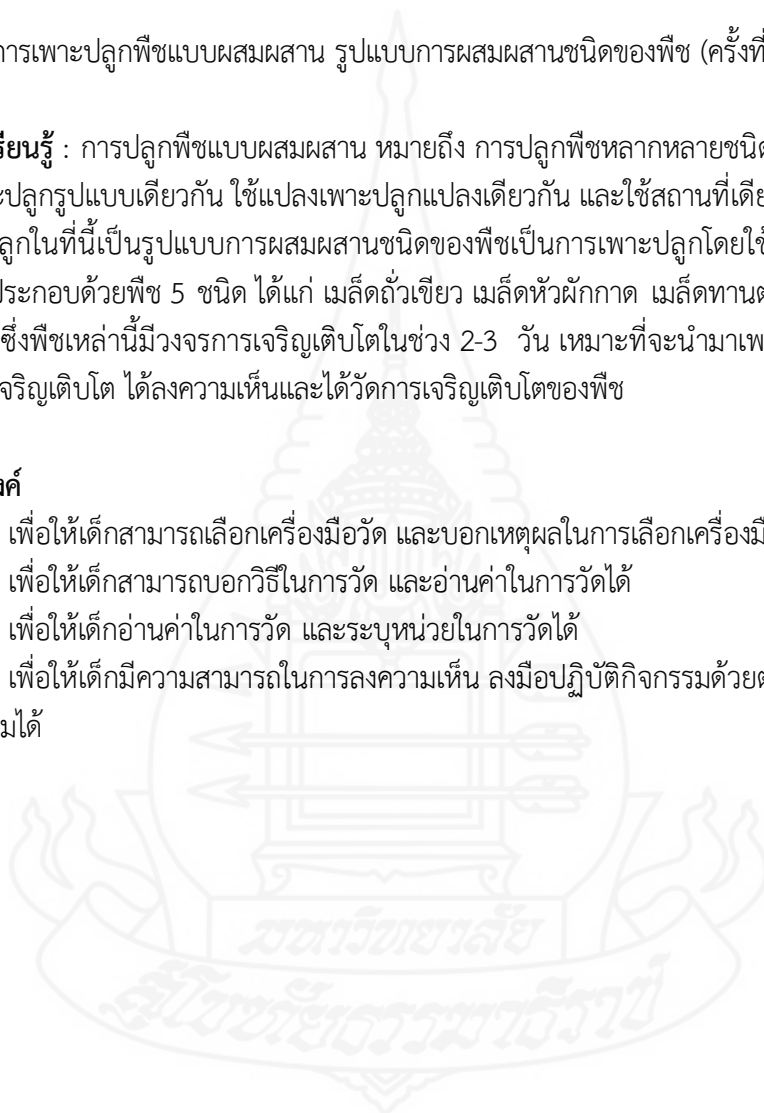 การเพาะปลูกพืชแบบผสมผสาน รูปแบบการผสมผสานชนิดของพืช (ครั้งที่
รียนรู้ : การปลูกพืชแบบผสมผสาน หมายถึง การปลูกพืชหลากหลายชนิด
ะปลูกรูปแบบเดียวกัน ใช้แปลงเพาะปลูกแปลงเดียวกัน และใช้สถานที่เดีย
ลูกในที่นี้เป็นรูปแบบการผสมผสานชนิดของพืชเป็นการเพาะปลูกโดยใช้
ประกอบด้วยพืช 5 ชนิด ได้แก่ เมล็ดถั่วเขียว เมล็ดหัวผักกาด เมล็ดทานต
ซึ่งพืชเหล่านี้มีวงจรการเจริญเติบโตในช่วง 2-3 วัน เหมาะที่จะนำมาเพ
จริญเติบโต ได้ลงความเห็นและได้วัดการเจริญเติบโตของพืช
งค์
เพื่อให้เด็กสามารถเลือกเครื่องมือวัด และบอกเหตุผลในการเลือกเครื่องมื
เพื่อให้เด็กสามารถบอกวิธีในการวัด และอ่านค่าในการวัดได้
เพื่อให้เด็กอ่านค่าในการวัด และระบุหน่วยในการวัดได้
เพื่อให้เด็กมีความสามารถในการลงความเห็น ลงมือปฏิบัติกิจกรรมด้วยต
มได้
มหาวิทยาลัย
สุโขทัยธรรมาธิราช